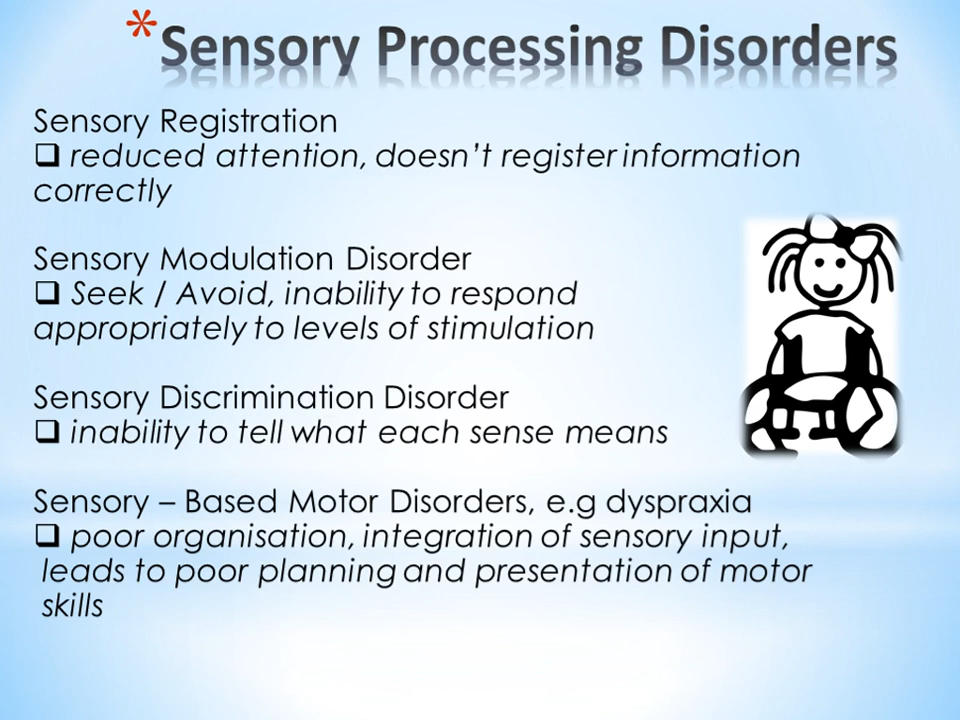 * Sensory Processing Disorders
Sensory Registration
❑ reduced attention, doesn’t register information
correctly
Sensory Modulation Disorder
❑ Seek / Avoid, inability to respond
appropriately to levels of stimulation
Sensory Discrimination Disorder
❑ inability to tell what each sense means
Sensory – Based Motor Disorders, e.g dyspraxia
❑ poor organisation, integration of sensory input,
leads to poor planning and presentation of motor
skills